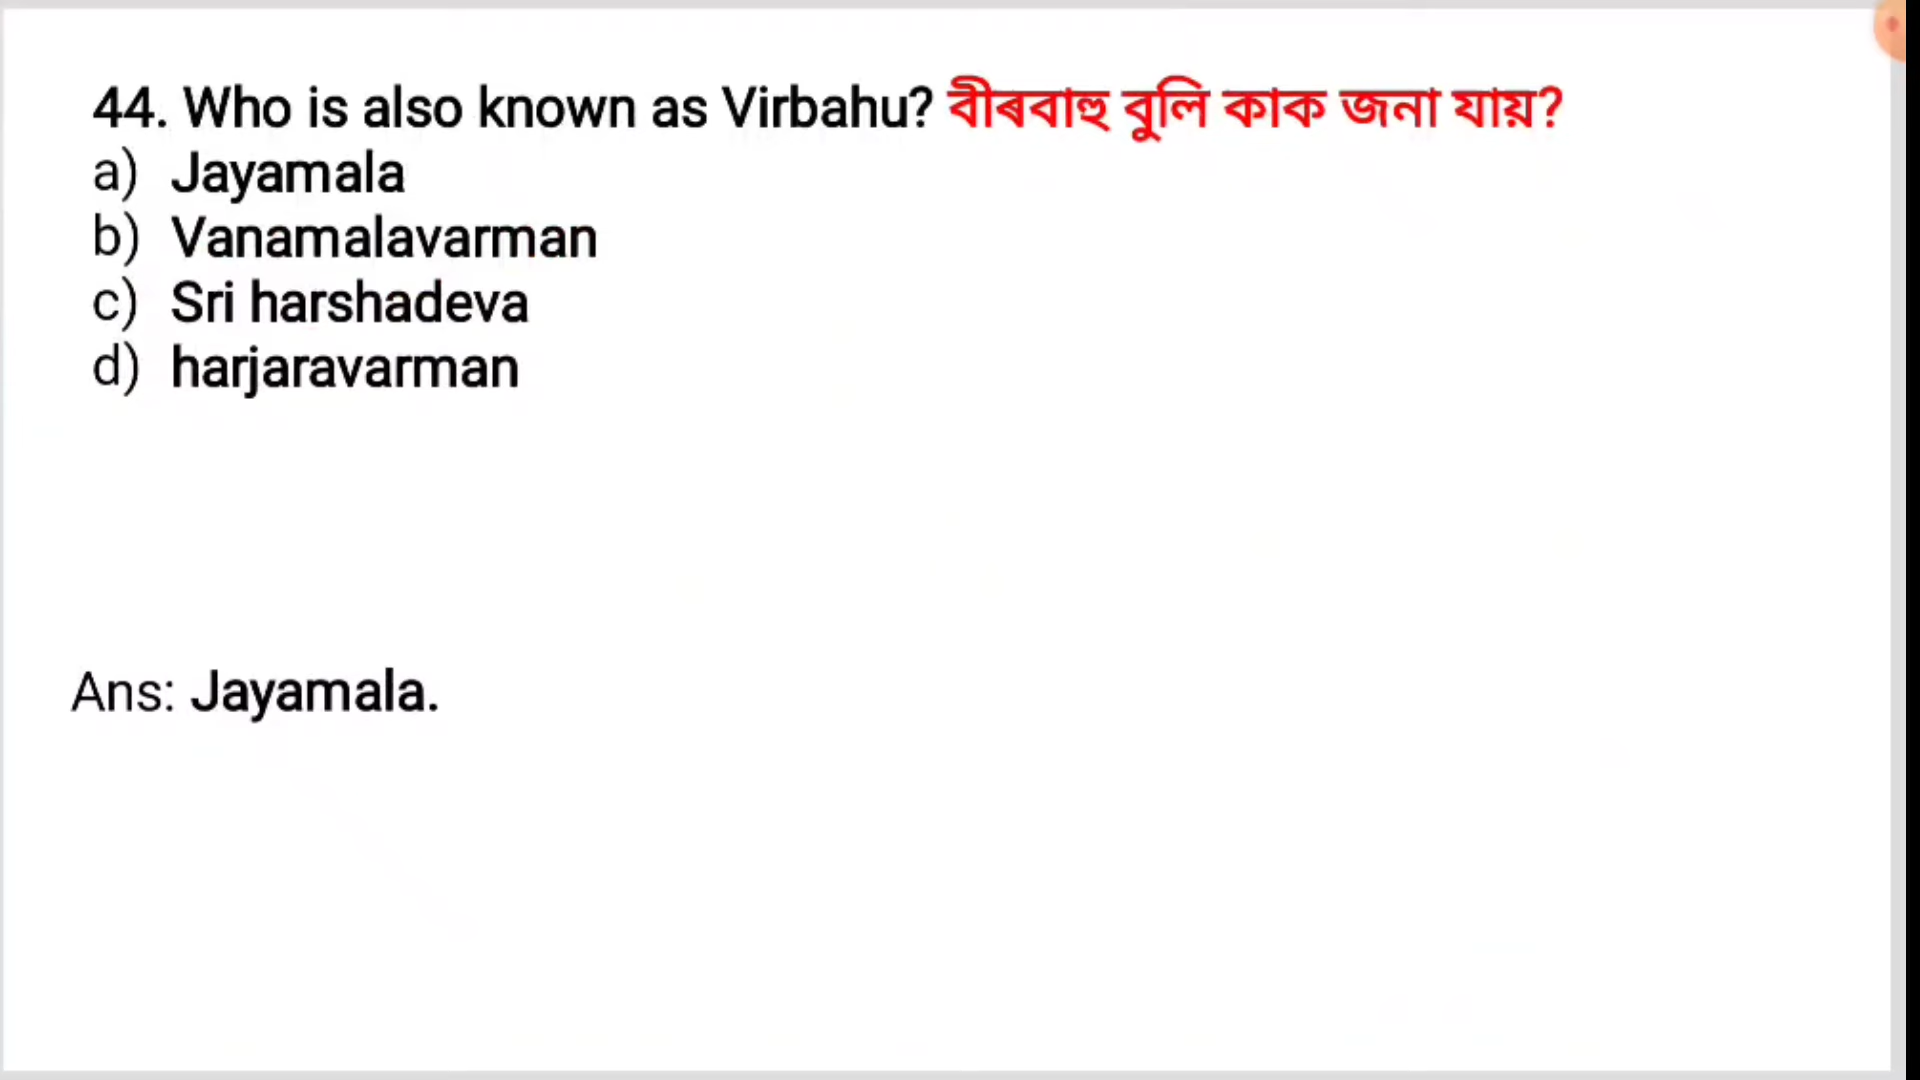 44. Who is also known as Virbahu? বীৰবাহু বুলি কাক জনা যায়?
a) Jayamala
b) Vanamalavarman
c) Sri harshadeva
d) harjaravarman
Ans: Jayamala.